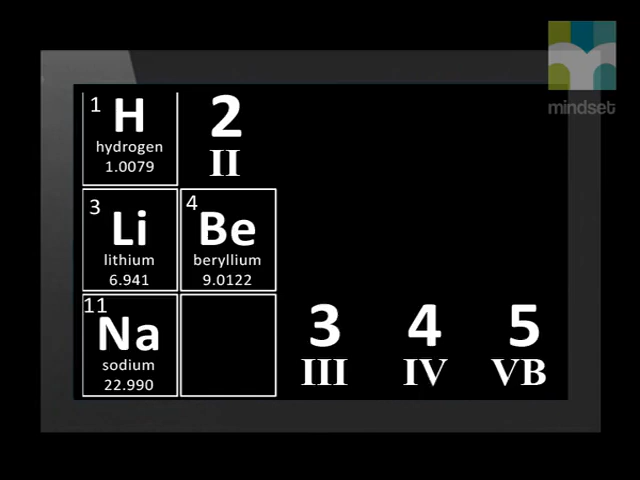 mindset
1
H
hydrogen
1.0079
2
II
3
Li
lithium
6.941
4
Be
beryllium
9.0122
11
Na
sodium
22.990
3
III
4
IV
5
VB